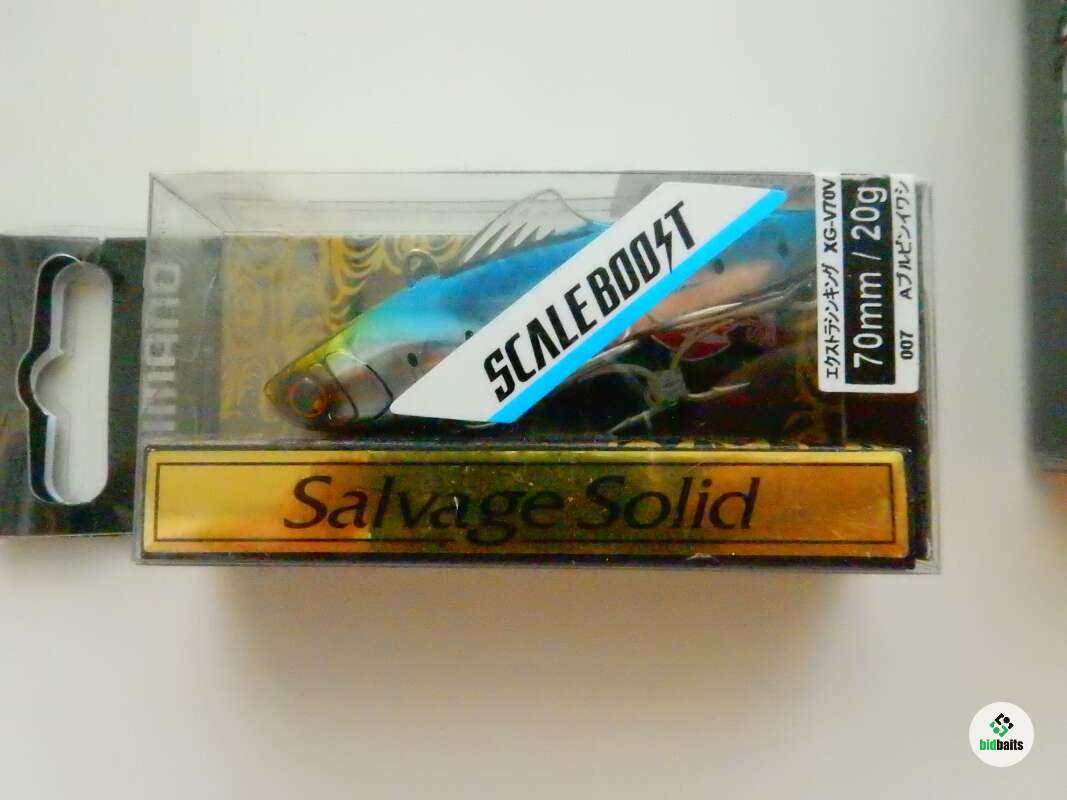 SHIMANO
SCALE BOOST
エクストラシンキング XG-V70V
70mm / 20g
007 Aブルピンイワシ
Salvage Solid
bidbaits